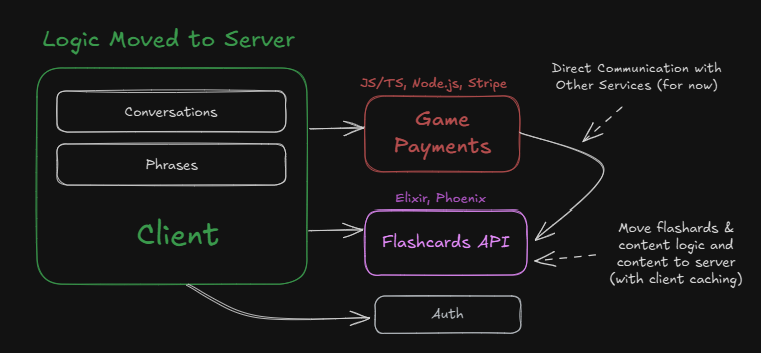 Logic Moved to Server
Conversations
Phrases
Client
JS/TS, Node.js, Stripe
Game
Payments
Elixir, Phoenix
Flashcards API
Auth
Direct Communication with
Other Services (for now)
Move flashards &
content logic and
content to server
(with client caching)